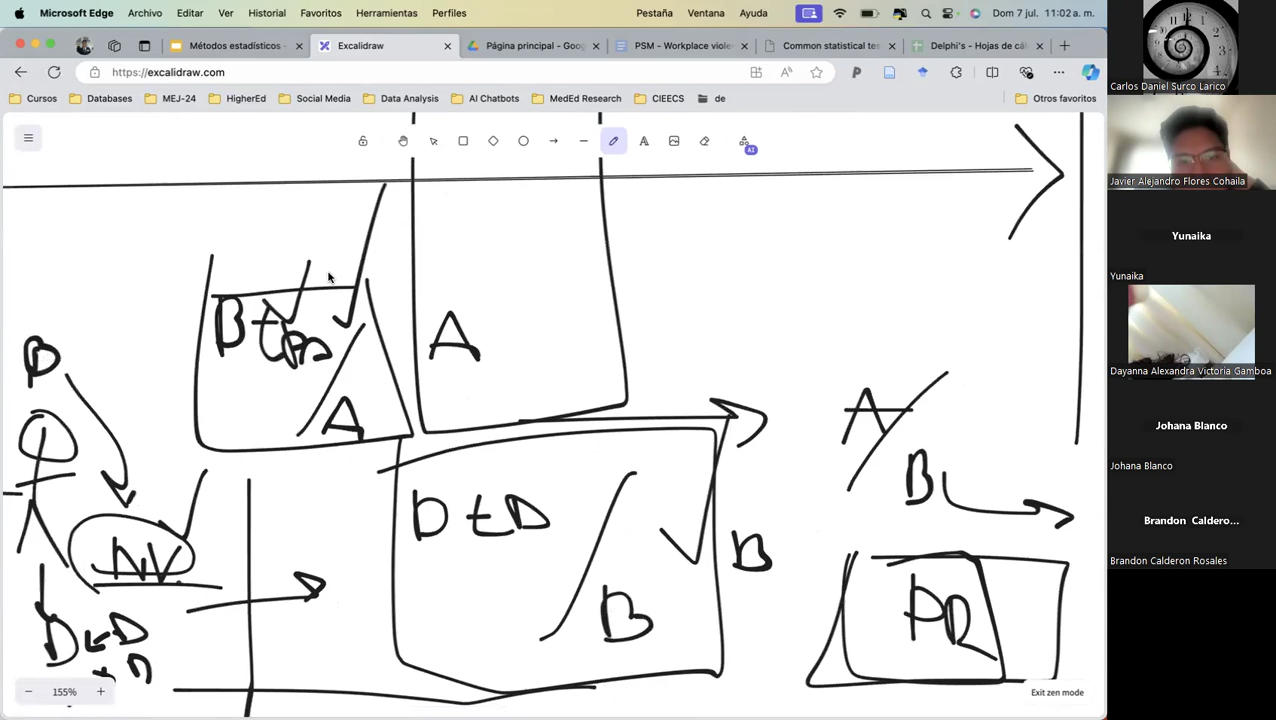 Microsoft Edge Archivo Editar Ver Historial Favoritos Herramientas Perfiles Pestaña Ventana Ayuda Dom 7 jul. 11:02 a. m.
Métodos estadísticos - Excalidraw Página principal - Goog PSM - Workplace viole Common statistical tes Delphi's - Hojas de cál
https://excalidraw.com
Cursos Databases MEJ-24 HigherEd Social Media Data Analysis AI Chatbots MedEd Research CIEECS de Otros favoritos
AI
A
A
B
A
B
D t D
B
B
NV
PR
D
155%
Exit zen mode
Carlos Daniel Surco Larico
Javier Alejandro Flores Cohaila
Yunaika
Yunaika
Dayanna Alexandra Victoria Gamboa
Johana Blanco
Johana Blanco
Brandon Caldero...
Brandon Calderon Rosales